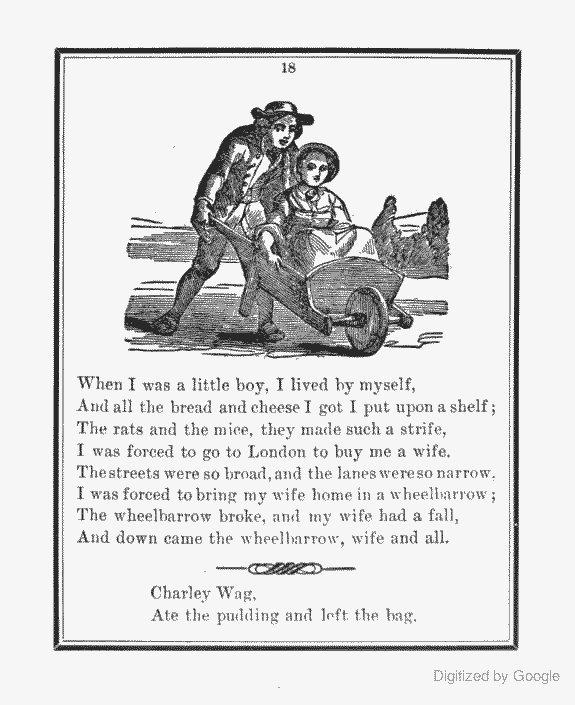 18
When I was a little boy, I lived by myself,
And all the bread and cheese I got I put upon a shelf;
The rats and the mice, they made such a strife,
I was forced to go to London to buy me a wife.
The streets were so broad, and the lanes were so narrow.
I was forced to bring my wife home in a wheelbarrow;
The wheelbarrow broke, and my wife had a fall,
And down came the wheelbarrow, wife and all.
Charley Wag,
Ate the pudding and left the bag.
Digitized by Google